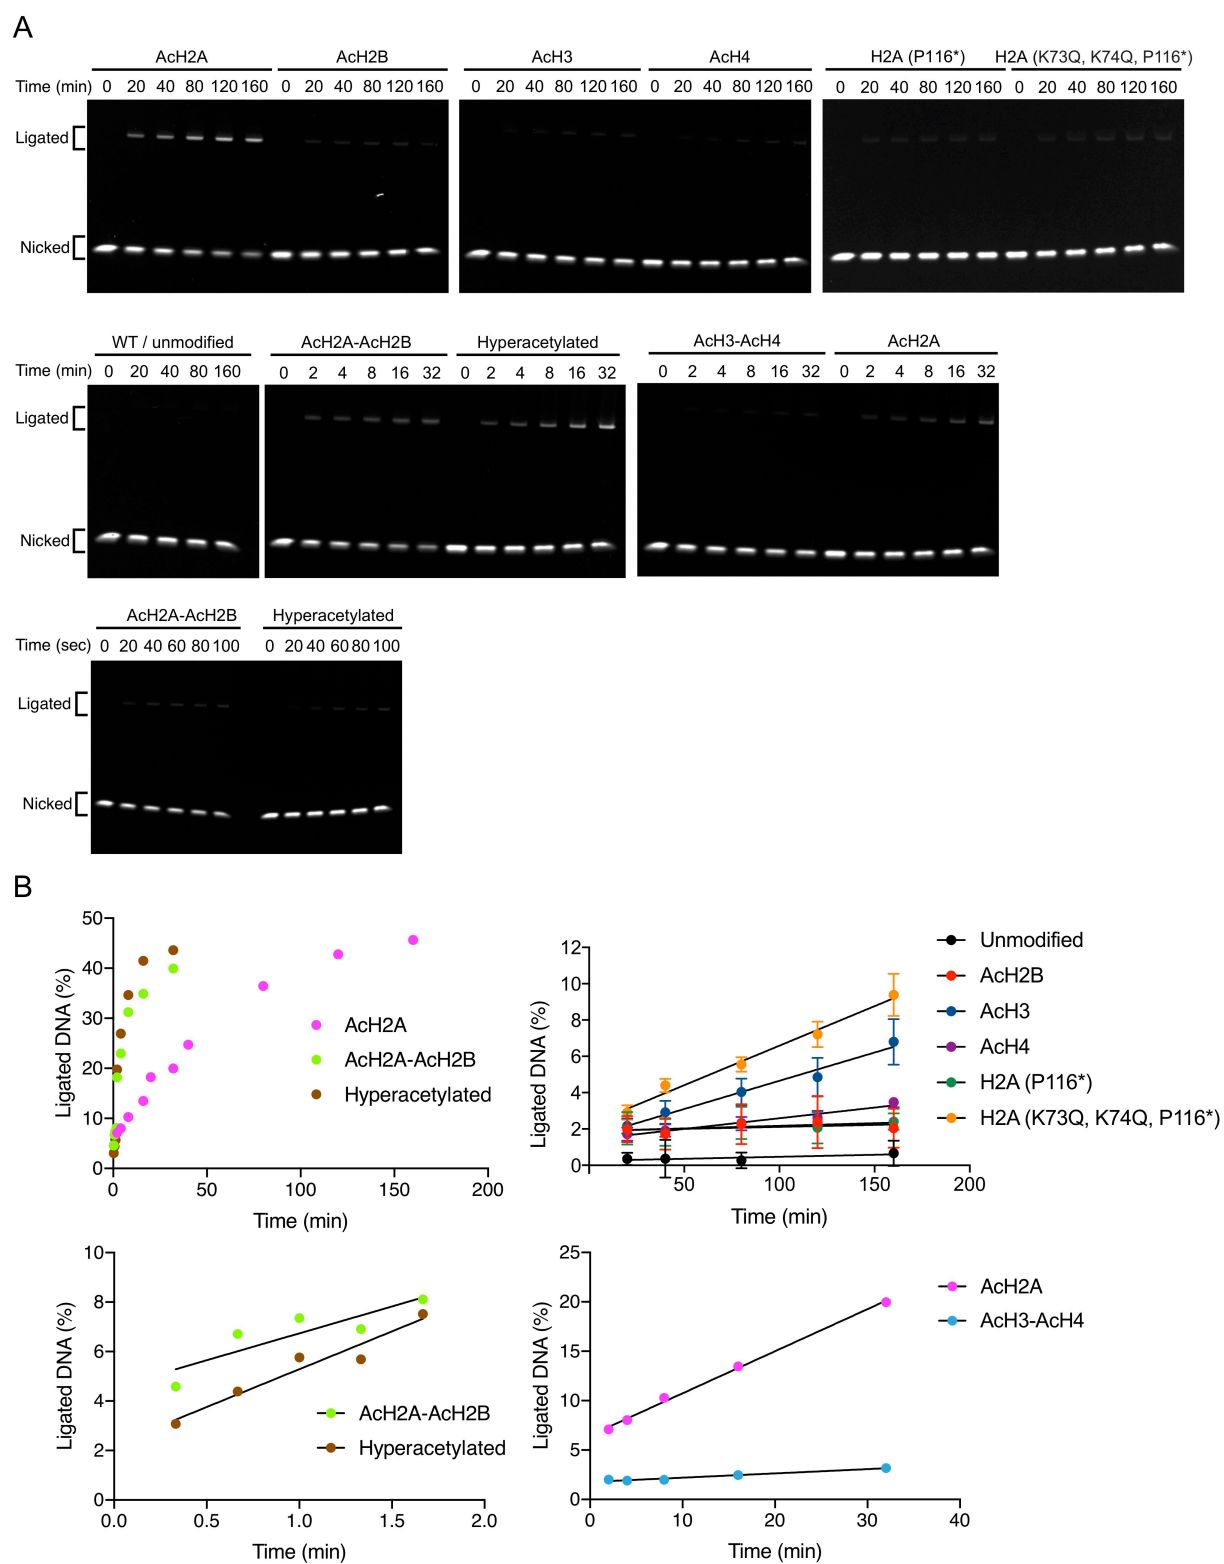 A
AcH2A AcH2B AcH3 AcH4 H2A (P116*) H2A (K73Q, K74Q, P116*)
Time (min) 0 20 40 80 120 160 0 20 40 80 120 160 0 20 40 80 120 160 0 20 40 80 120 160 0 20 40 80 120 160 0 20 40 80 120 160
Ligated
Nicked
WT / unmodified AcH2A-AcH2B Hyperacetylated AcH3-AcH4 AcH2A
Time (min) 0 20 40 80 160 0 2 4 8 16 32 0 2 4 8 16 32 0 2 4 8 16 32 0 2 4 8 16 32
Ligated
Nicked
AcH2A-AcH2B Hyperacetylated
Time (sec) 0 20 40 60 80 100 0 20 40 60 80 100
Ligated
Nicked
B
50
40
30
20
10
0
Ligated DNA (%)
AcH2A
AcH2A-AcH2B
Hyperacetylated
0 50 100 150 200
Time (min)
12
10
8
6
4
2
0
Ligated DNA (%)
50 100 150 200
Time (min)
Unmodified
AcH2B
AcH3
AcH4
H2A (P116*)
H2A (K73Q, K74Q, P116*)
10
8
6
4
2
0
Ligated DNA (%)
AcH2A-AcH2B
Hyperacetylated
0.0 0.5 1.0 1.5 2.0
Time (min)
25
20
15
10
5
0
Ligated DNA (%)
0 10 20 30 40
Time (min)
AcH2A
AcH3-AcH4